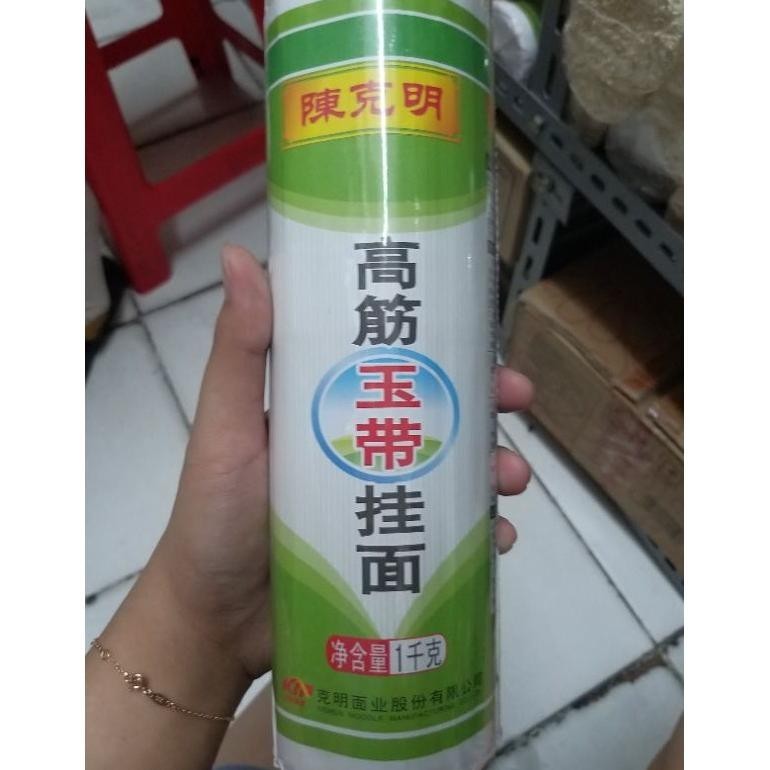 陳克明
高筋玉带挂面
净含量 1千克
克明面业股份有限公司